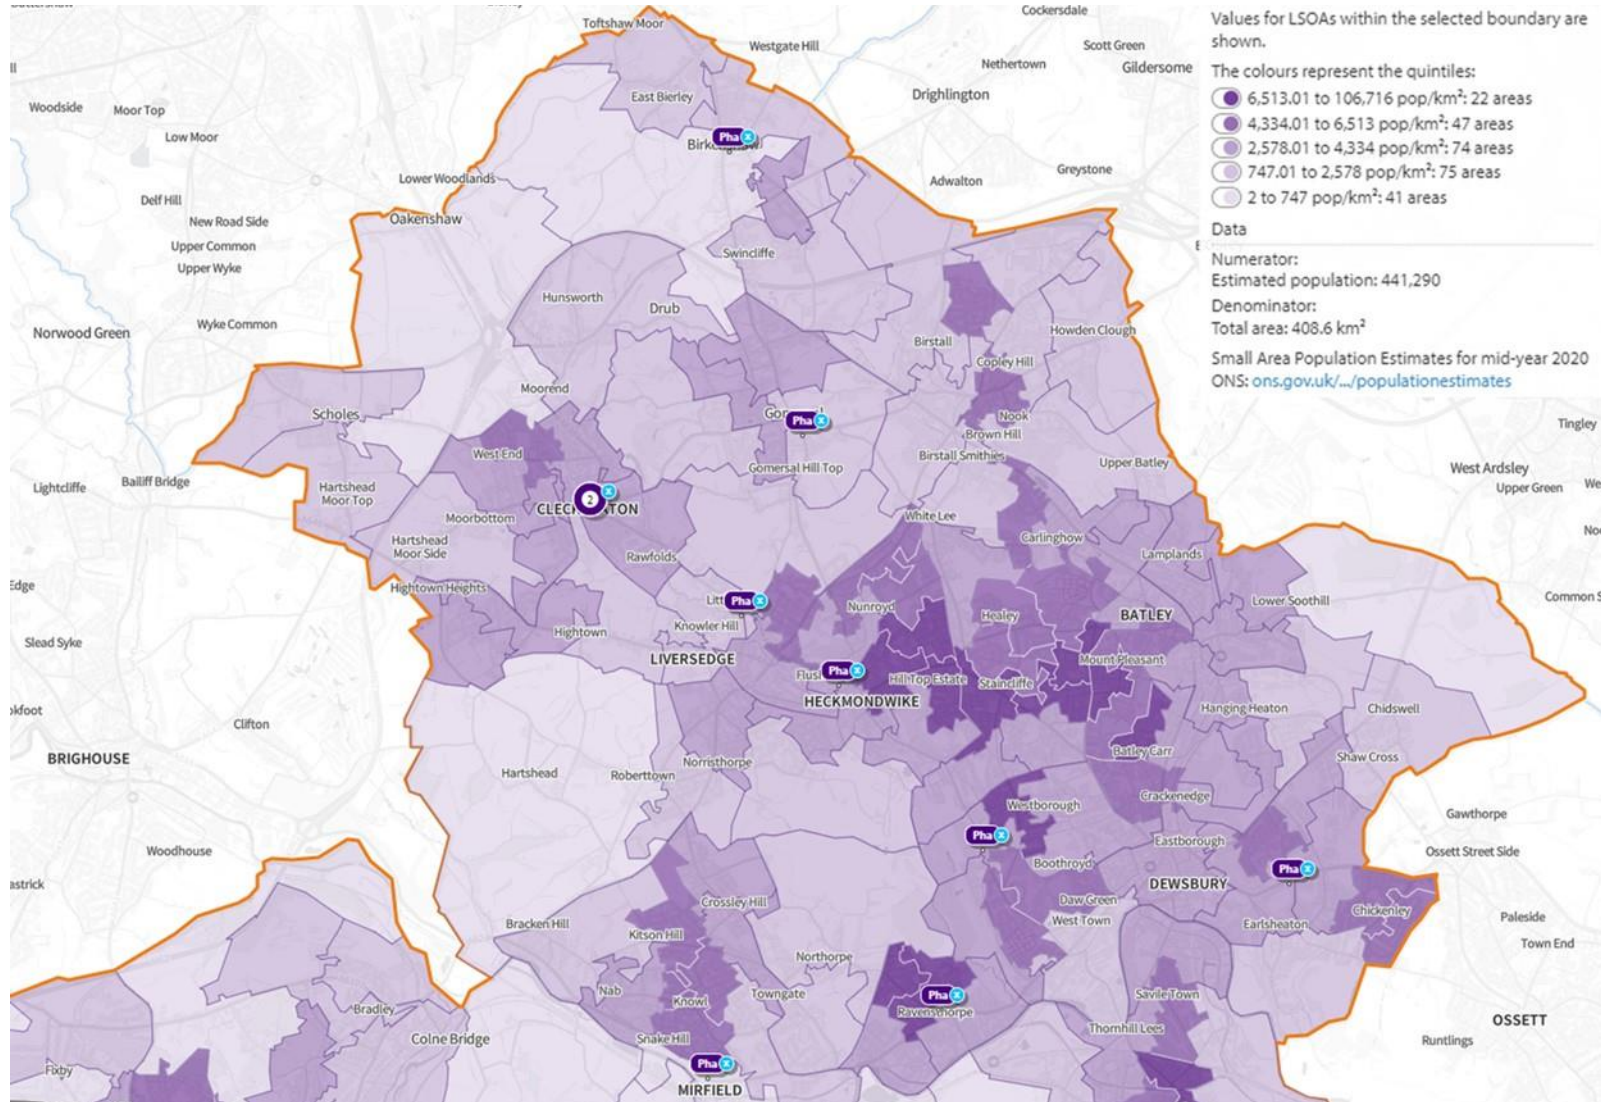 Toftshaw Moor
Cockersdale
Westgate Hill
Scott Green
Nethertown
Gildersome
East Bierley
Drighlington
Woodside
Moor Top
Low Moor
Pha x
Lower Woodlands
Adwalton
Greystone
Delf Hill
New Road Side
Oakenshaw
Upper Common
Swincliffe
Upper Wyke
Hunsworth
Drub
Norwood Green
Wyke Common
Birstall
Howden Clough
Copley Hill
Moorend
Scholes
Pha x
Nook
Brown Hill
Tingley
West End
Birstall Smithies
Gomersal Hill Top
Upper Batley
West Ardsley
Lightcliffe
Bailiff Bridge
Hartshead
Moor Top
Upper Green
2 x
Moorbottom
White Lee
Hartshead
Moor Side
Carlinghow
Rawfolds
Lamplands
Hightown Heights
Pha x
Nunroyd
Healey
BATLEY
Lower Soothill
Knowler Hill
Hightown
Slead Syke
LIVERSEDGE
Mount Pleasant
Pha x
Hill Top Estate
Staincliffe
HECKMONDWIKE
Hanging Heaton
Chidswell
Clifton
BRIGHOUSE
Batley Carr
Shaw Cross
Hartshead
Roberttown
Norristhorpe
Crackenedge
Westborough
Gawthorpe
Pha x
Woodhouse
Eastborough
Ossett Street Side
Boothroyd
Pha x
DEWSBURY
Crossley Hill
Daw Green
Chickenley
West Town
Paleside
Bracken Hill
Earlsheaton
Kitson Hill
Town End
Northorpe
Nab
Knowl
Towngate
Pha x
Savile Town
Bradley
Ravensthorpe
Thornhill Lees
OSSETT
Colne Bridge
Snake Hill
Runtlings
Fixby
Pha x
MIRFIELD
Values for LSOAs within the selected boundary are
shown.
The colours represent the quintiles:
6,513.01 to 106,716 pop/km²: 22 areas
4,334.01 to 6,513 pop/km²: 47 areas
2,578.01 to 4,334 pop/km²: 74 areas
747.01 to 2,578 pop/km²: 75 areas
2 to 747 pop/km²: 41 areas
Data
Numerator:
Estimated population: 441,290
Denominator:
Total area: 408.6 km²
Small Area Population Estimates for mid-year 2020
ONS: ons.gov.uk/.../populationestimates